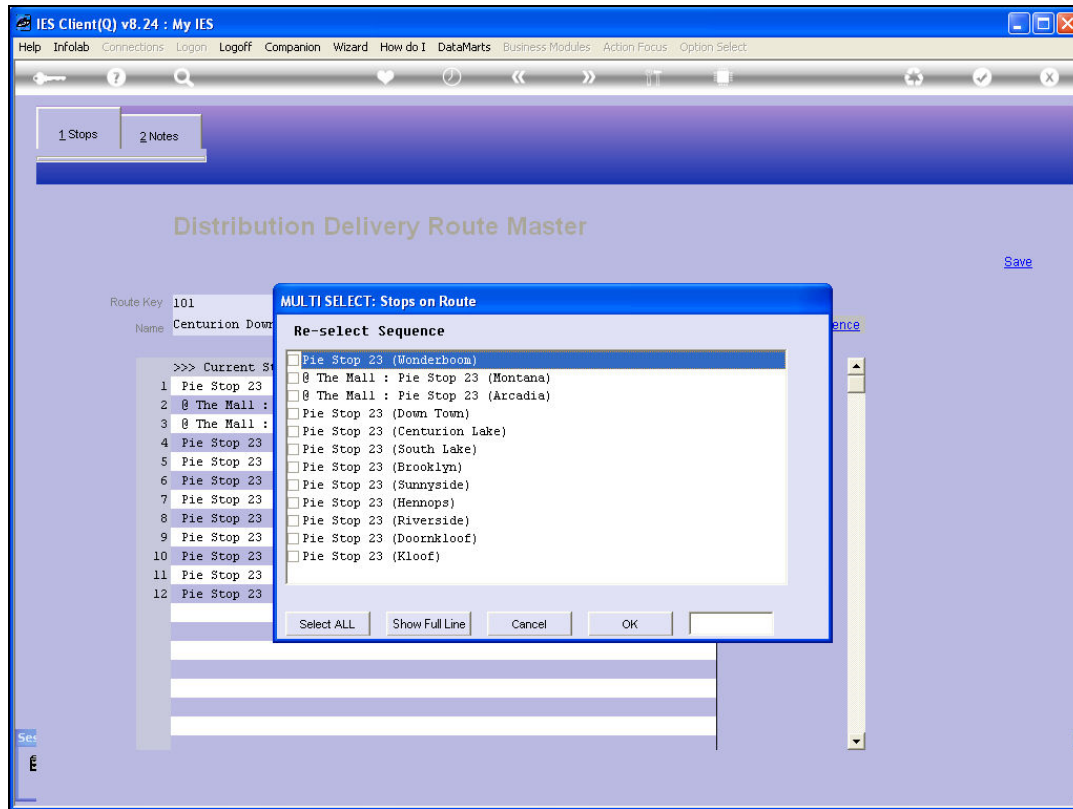 IES Client(Q) v8.24 : My IES
Help Infolab Connections Logon Logoff Companion Wizard How do I DataMarts Business Modules Action Focus Option Select
1 Stops 2 Notes
Distribution Delivery Route Master
Save
Route Key 101
Name Centurion Down
ence
MULTI SELECT: Stops on Route
Re-select Sequence
Pie Stop 23 (Wonderboom)
@ The Mall : Pie Stop 23 (Montana)
@ The Mall : Pie Stop 23 (Arcadia)
Pie Stop 23 (Down Town)
Pie Stop 23 (Centurion Lake)
Pie Stop 23 (South Lake)
Pie Stop 23 (Brooklyn)
Pie Stop 23 (Sunnyside)
Pie Stop 23 (Hennops)
Pie Stop 23 (Riverside)
Pie Stop 23 (Doornkloof)
Pie Stop 23 (Kloof)
Select ALL Show Full Line Cancel OK
>>> Current St
1 Pie Stop 23
2 @ The Mall :
3 @ The Mall :
4 Pie Stop 23
5 Pie Stop 23
6 Pie Stop 23
7 Pie Stop 23
8 Pie Stop 23
9 Pie Stop 23
10 Pie Stop 23
11 Pie Stop 23
12 Pie Stop 23
Ses